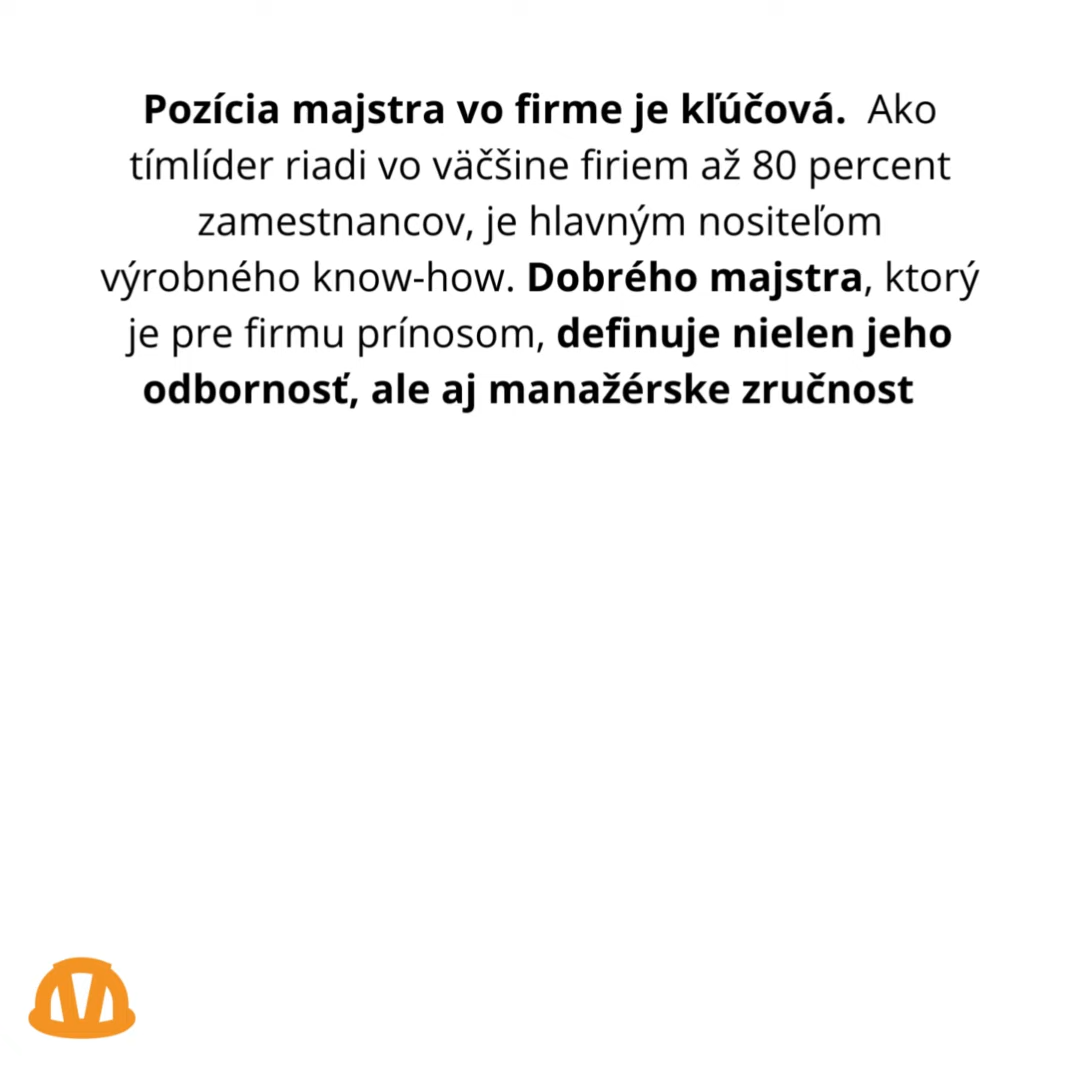 Pozícia majstra vo firme je kľúčová. Ako
tímlíder riadi vo väčšine firiem až 80 percent
zamestnancov, je hlavným nositeľom
výrobného know-how. Dobrého majstra, ktorý
je pre firmu prínosom, definuje nielen jeho
odbornosť, ale aj manažérske zručnost